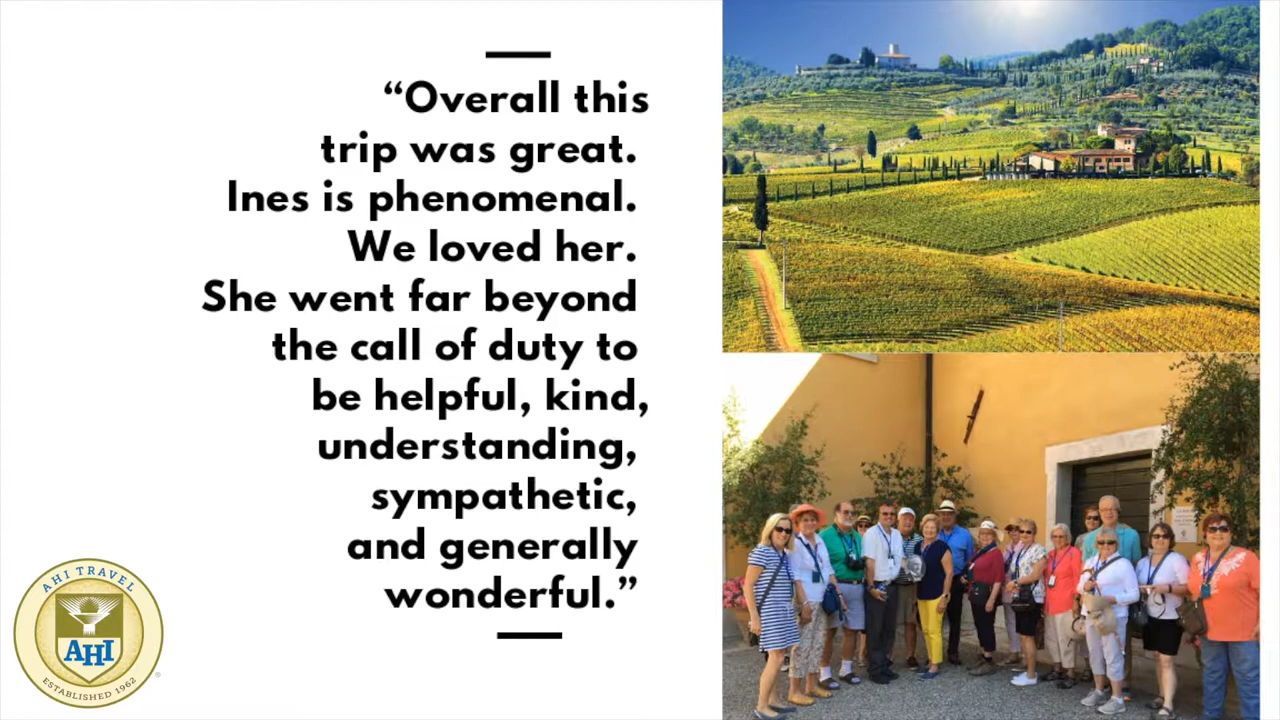 “Overall this
trip was great.
Ines is phenomenal.
We loved her.
She went far beyond
the call of duty to
be helpful, kind,
understanding,
sympathetic,
and generally
wonderful.”
AHI TRAVEL
AHI
ESTABLISHED 1962